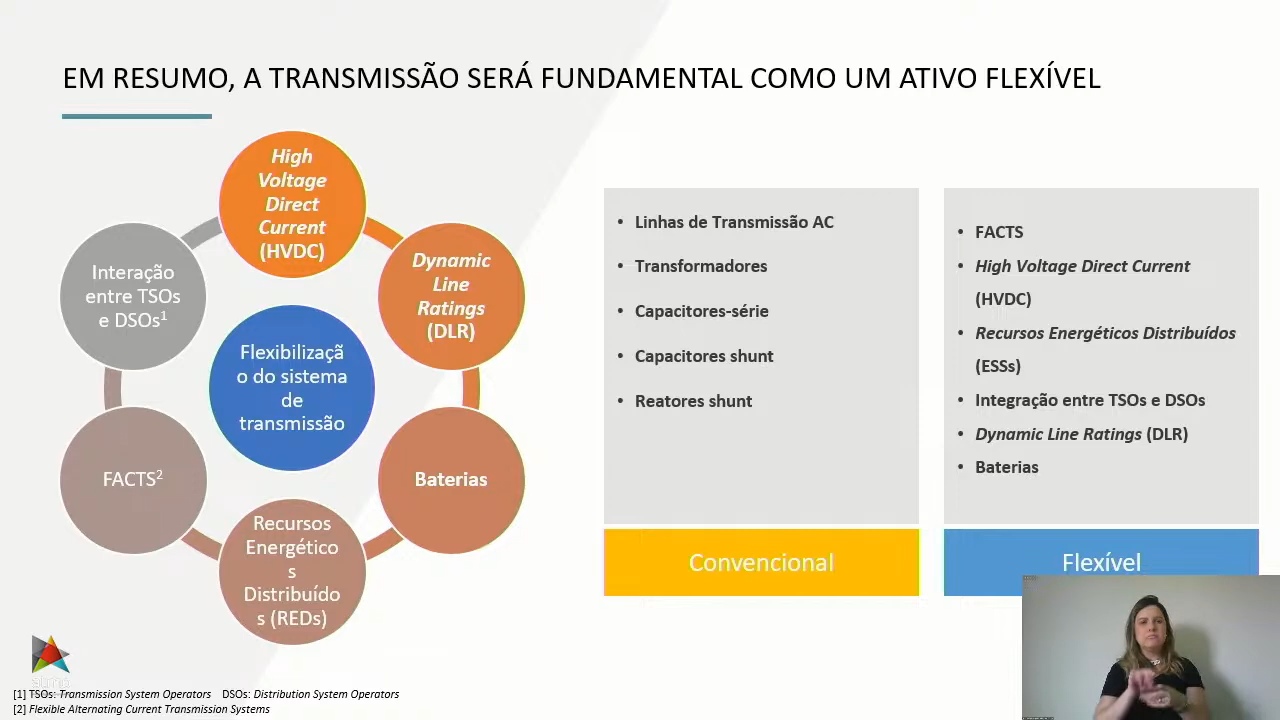 EM RESUMO, A TRANSMISSÃO SERÁ FUNDAMENTAL COMO UM ATIVO FLEXÍVEL
High
Voltage
Direct
Current
(HVDC)
Dynamic
Line
Ratings
(DLR)
Baterias
Recursos
Energético
s
Distribuído
s (REDs)
FACTS2
Interação
entre TSOs
e DSOs1
Flexibilizaçã
o do sistema
de
transmissão
• Linhas de Transmissão AC
• Transformadores
• Capacitores-série
• Capacitores shunt
• Reatores shunt
Convencional
• FACTS
• High Voltage Direct Current
(HVDC)
• Recursos Energéticos Distribuídos
(ESSs)
• Integração entre TSOs e DSOs
• Dynamic Line Ratings (DLR)
• Baterias
Flexível
[1] TSOs: Transmission System Operators DSOs: Distribution System Operators
[2] Flexible Alternating Current Transmission Systems